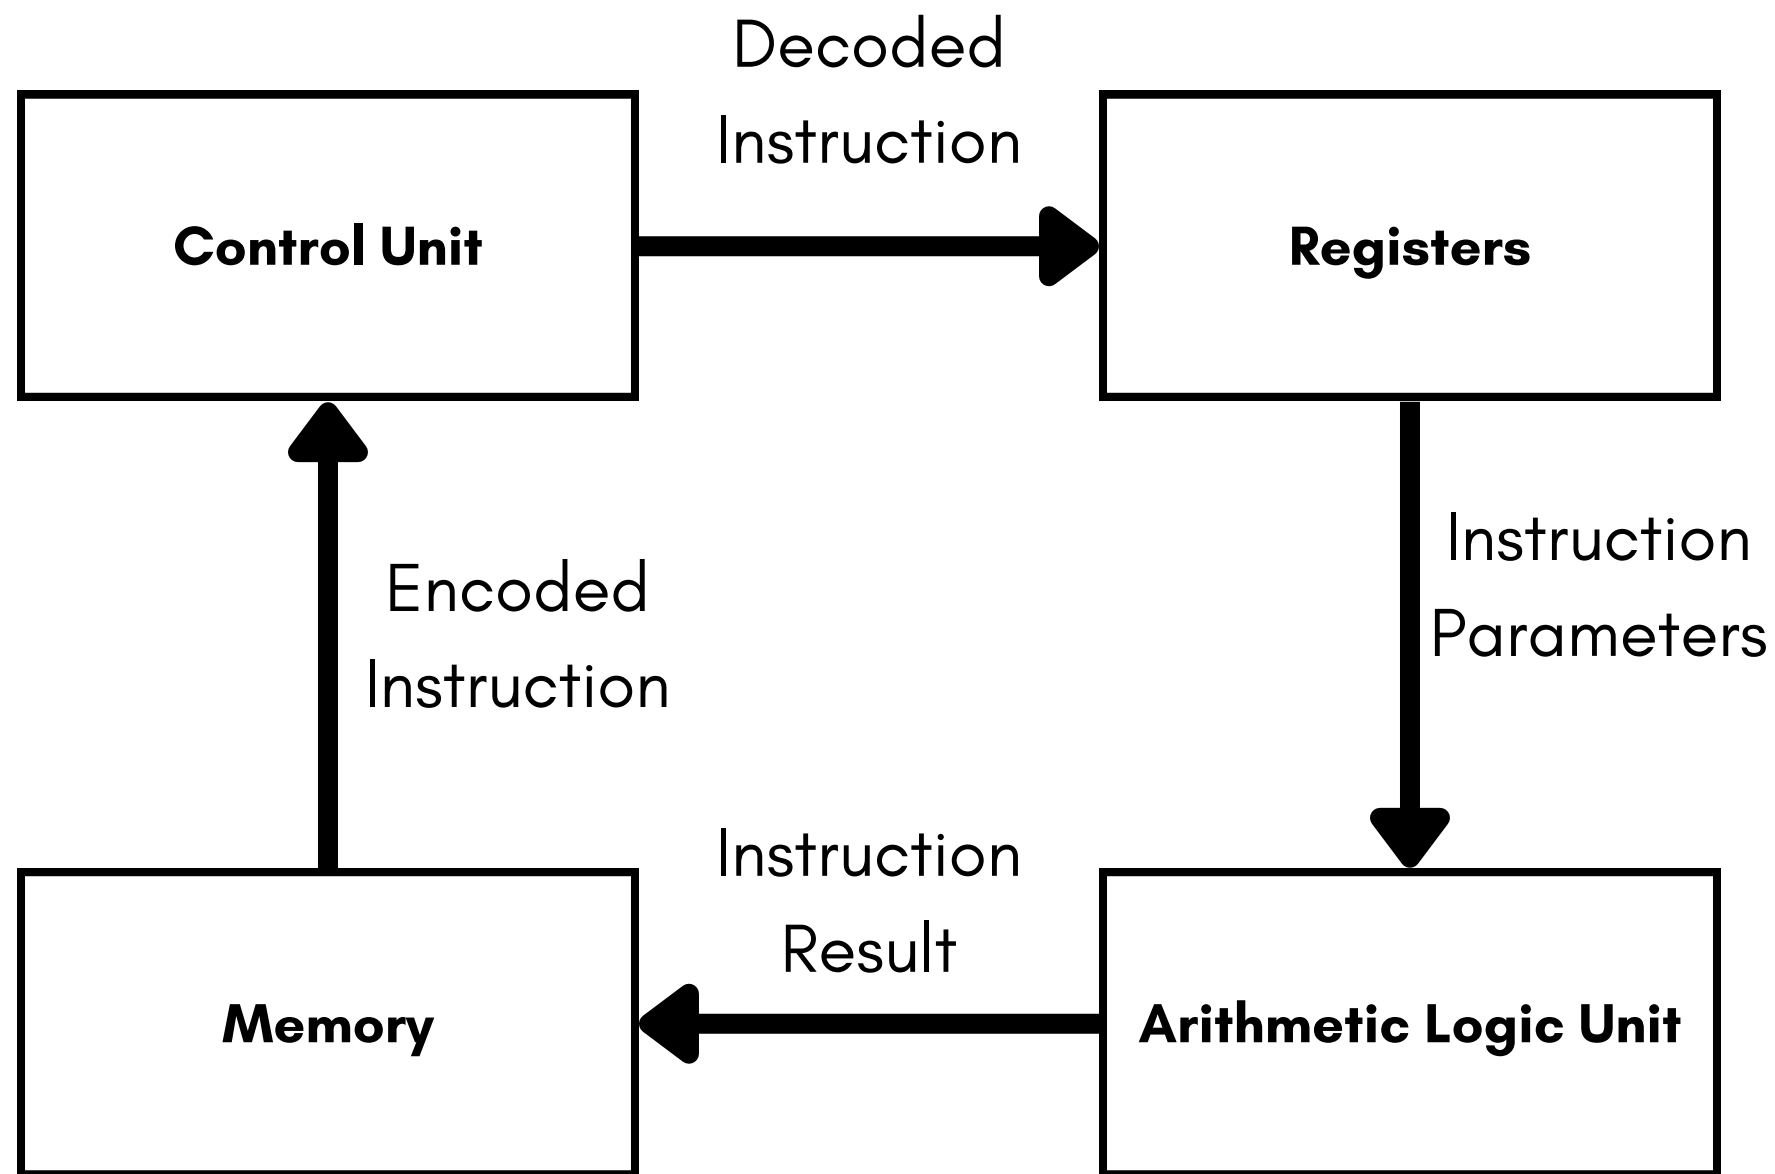 Decoded
Instruction
Control Unit
Registers
Encoded
Instruction
Instruction
Parameters
Instruction
Result
Memory
Arithmetic Logic Unit